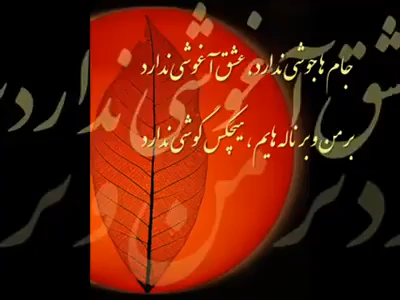 جام ها جوشی ندارد، عشق آغوشی ندارد
بر من و بر ناله هایم، هیچکس گوشی ندارد